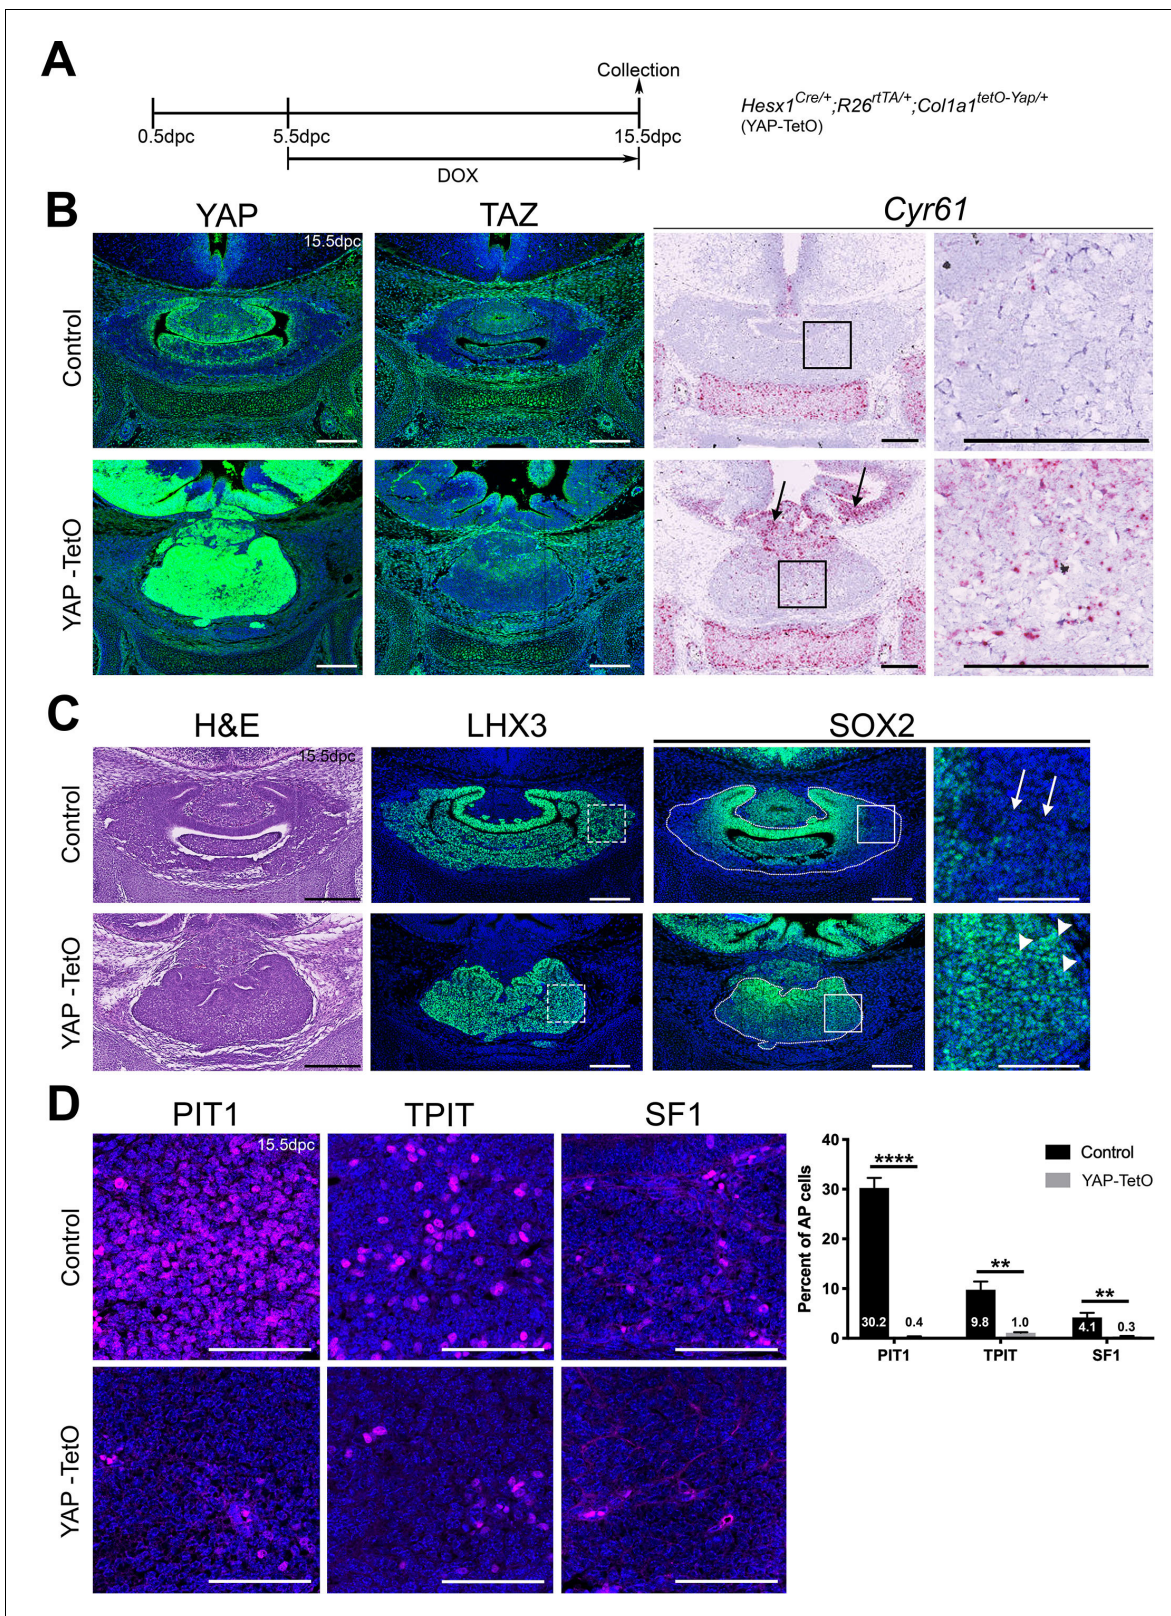 A
Collection
0.5dpc
5.5dpc
15.5dpc
DOX
Hesx1Cre/+;R26rtTA/+;Col1a1tetO-Yap/+
(YAP-TetO)
B
YAP
TAZ
Cyr61
15.5dpc
Control
YAP -TetO
C
H&E
LHX3
SOX2
15.5dpc
Control
YAP -TetO
D
PIT1
TPIT
SF1
15.5dpc
Control
YAP -TetO
Percent of AP cells
40
30
20
10
0
****
**
**
Control
YAP-TetO
30.2
0.4
9.8
1.0
4.1
0.3
PIT1
TPIT
SF1